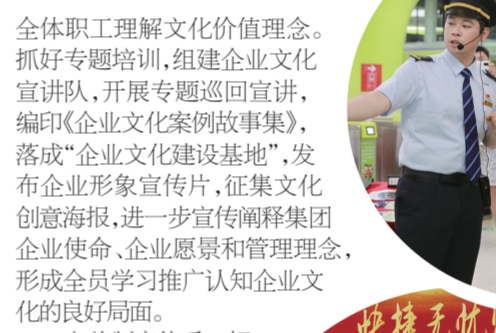 全体职工理解文化价值理念。
抓好专题培训，组建企业文化
宣讲队，开展专题巡回宣讲，
编印《企业文化案例故事集》，
落成“企业文化建设基地”，发
布企业形象宣传片，征集文化
创意海报，进一步宣传阐释集团
企业使命、企业愿景和管理理念，
形成全员学习推广认知企业文
化的良好局面。
快捷无忧